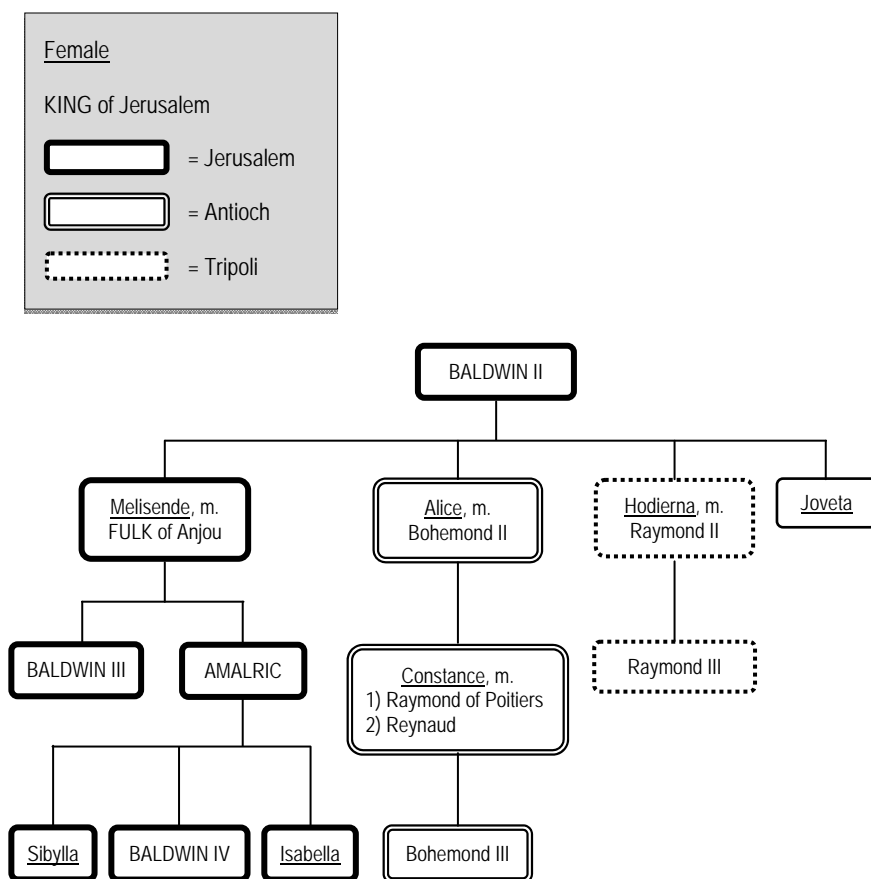 Female
KING of Jerusalem
= Jerusalem
= Antioch
= Tripoli
BALDWIN II
Melisende, m.
FULK of Anjou
Alice, m.
Bohemond II
Hodierna, m.
Raymond II
Joveta
BALDWIN III
AMALRIC
Constance, m.
1) Raymond of Poitiers
2) Reynaud
Raymond III
Sibylla
BALDWIN IV
Isabella
Bohemond III